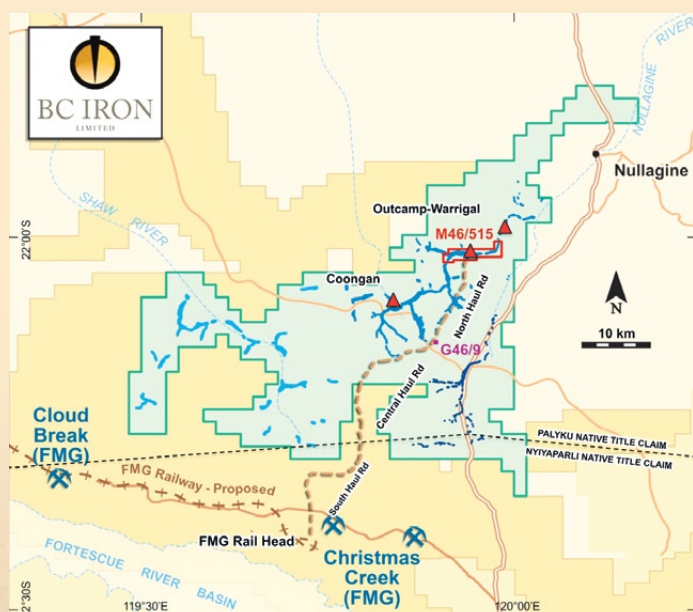 BC IRON
LIMITED
NULLAGINE
RIVER
Nullagine
SHAW
RIVER
Outcamp-Warrigal
22°00'S
M46/515
Coongan
North Haul Rd
N
10 km
G46/9
Central Haul Rd
Cloud
Break
(FMG)
PALYKU NATIVE TITLE CLAIM
NYIYAPARLI NATIVE TITLE CLAIM
FMG Railway - Proposed
South Haul Rd
FMG Rail Head
Christmas
Creek
(FMG)
FORTESCUE RIVER
BASIN
22°30'S
119°30'E
120°00'E